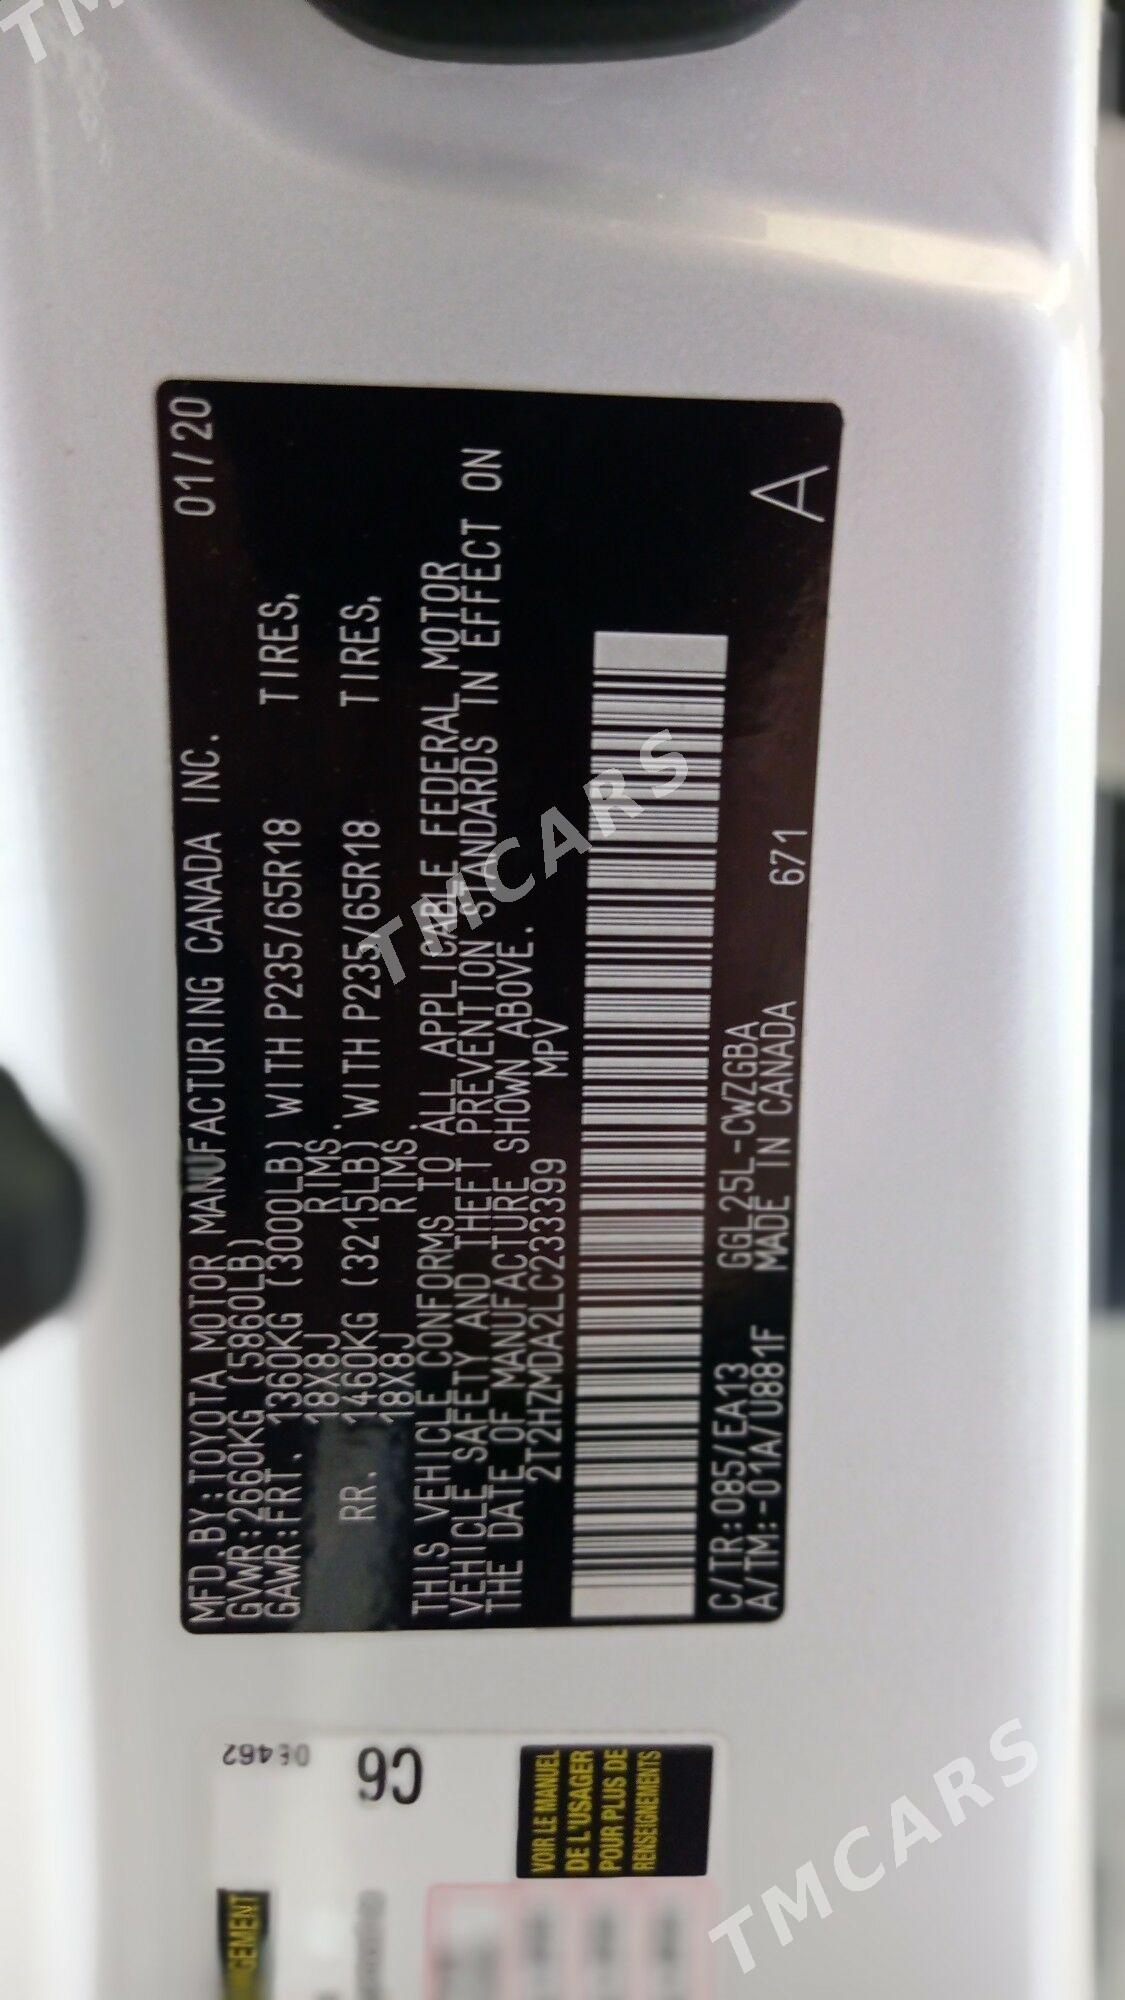 MFD.BY:TOYOTA MOTOR MANUFACTURING CANADA INC. 01/20
GVWR:2660KG (5860LB)
GAWR:FRT. 1360KG (3000LB) WITH P235/65R18 TIRES,
18X8J RIMS.
RR. 1460KG (3215LB) WITH P235/65R18 TIRES,
18X8J RIMS.
THIS VEHICLE CONFORMS TO ALL APPLICABLE FEDERAL MOTOR
VEHICLE SAFETY AND THEFT PREVENTION STANDARDS IN EFFECT ON
THE DATE OF MANUFACTURE SHOWN ABOVE.
2T2HZMDA2LC233399 MPV
C/TR:085/EA13 GGL25L-CWZGBA
A/TM:-01A/U881F MADE IN CANADA 671 A
C6
VOIR LE MANUEL
DE L'USAGER
POUR PLUS DE
RENSEIGNEMENTS
TMCARS
TMCARS